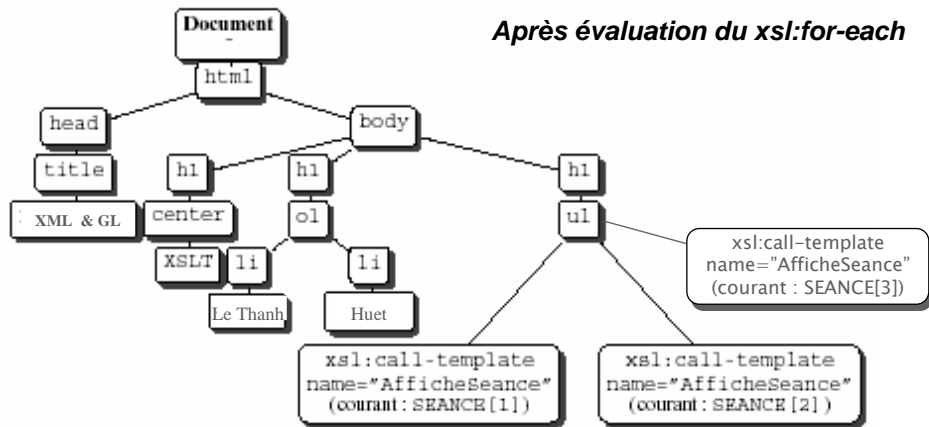 Document
Après évaluation du xsl:for-each
html
head
body
title
h1
h1
h1
XML & GL
center
ol
ul
XSLT
li
li
xsl:call-template
name="AfficheSeance"
(courant : SEANCE[3])
Le Thanh
Huet
xsl:call-template
name="AfficheSeance"
(courant : SEANCE[1])
xsl:call-template
name="AfficheSeance"
(courant : SEANCE[2])